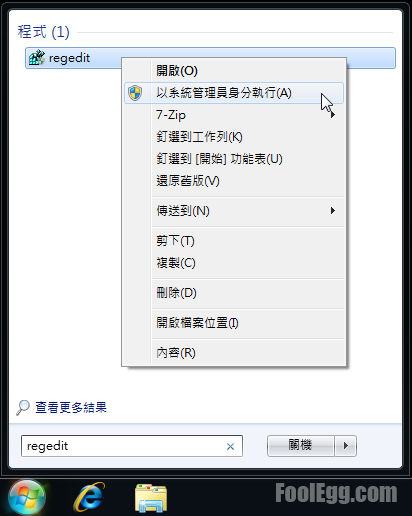 程式 (1)
regedit
開啟(O)
以系統管理員身分執行(A)
7-Zip
釘選到工作列(K)
釘選到 [開始] 功能表(U)
還原舊版(V)
傳送到(N)
剪下(T)
複製(C)
刪除(D)
開啟檔案位置(I)
內容(R)
查看更多結果
regedit
關機
FoolEgg.com